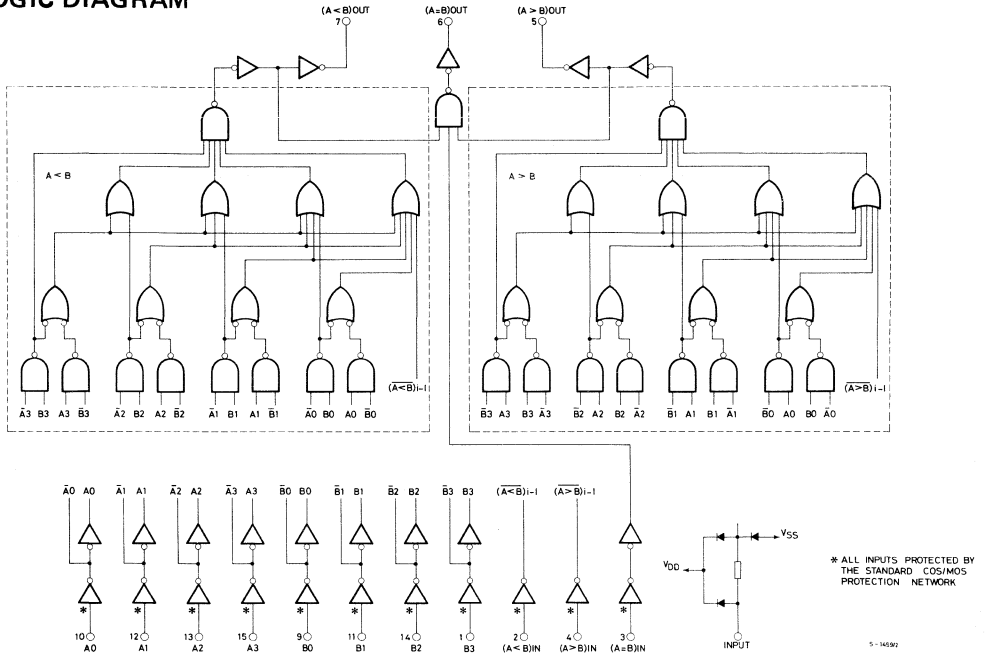 LOGIC DIAGRAM
(A<B)OUT (A=B)OUT (A>B)OUT
7 6 5
A < B A > B
(A<B)i-1 (A>B)i-1
Ā3 B3 A3 B̄3 Ā2 B2 A2 B̄2 Ā1 B1 A1 B̄1 Ā0 B0 A0 B̄0 B̄3 A3 B3 Ā3 B̄2 A2 B2 Ā2 B̄1 A1 B1 Ā1 B̄0 A0 B0 Ā0
Ā0 A0 Ā1 A1 Ā2 A2 Ā3 A3 B̄0 B0 B̄1 B1 B̄2 B2 B̄3 B3 (A<B)i-1 (A>B)i-1
VSS
VDD
* ALL INPUTS PROTECTED BY
THE STANDARD COS/MOS
PROTECTION NETWORK
* * * * * * * * * * *
10 12 13 15 9 11 14 1 2 4 3
A0 A1 A2 A3 B0 B1 B2 B3 (A<B)IN (A>B)IN (A=B)IN INPUT